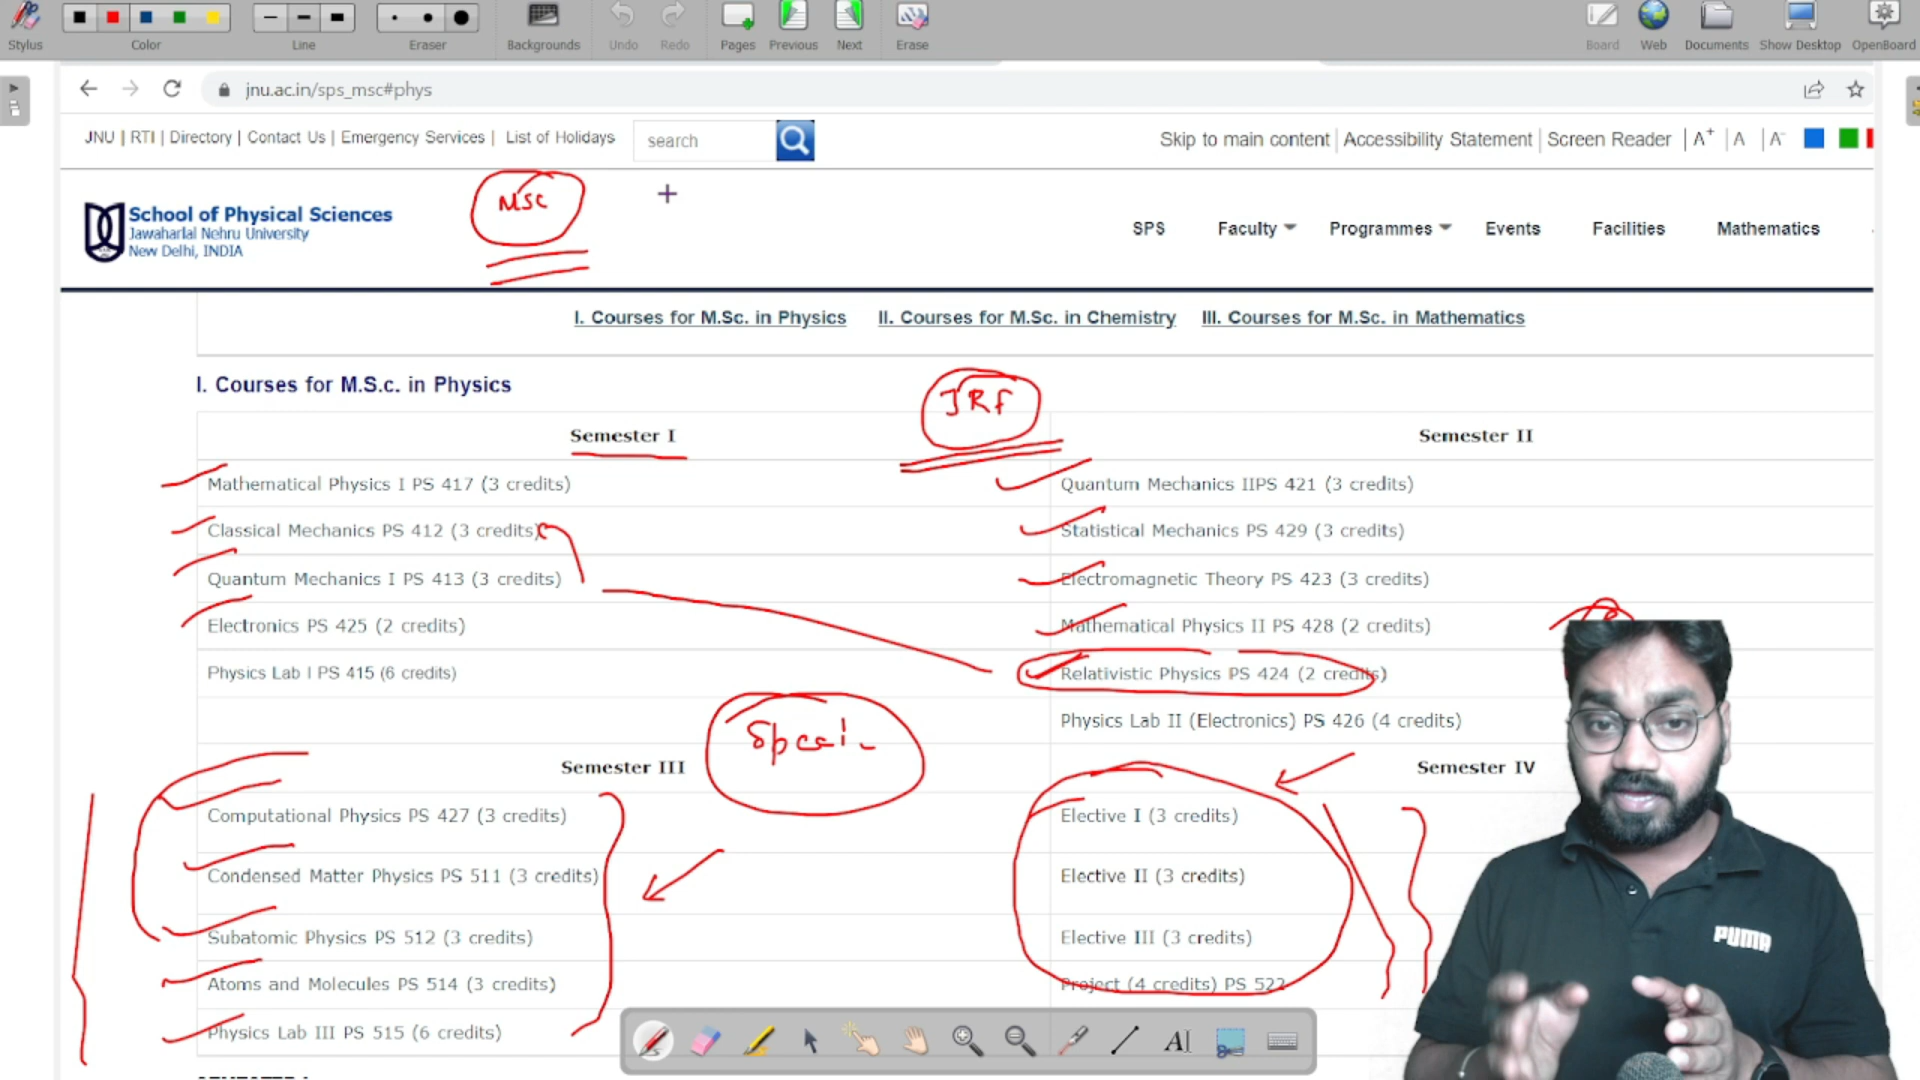 Stylus
Color
Line
Eraser
Backgrounds
Undo
Redo
Pages
Previous
Next
Erase
Board
Web
Documents
Show Desktop
OpenBoard
jnu.ac.in/sps_msc#phys
JNU | RTI | Directory | Contact Us | Emergency Services | List of Holidays
search
Skip to main content | Accessibility Statement | Screen Reader | A+ | A | A-
MSc
School of Physical Sciences
Jawaharlal Nehru University
New Delhi, INDIA
SPS
Faculty
Programmes
Events
Facilities
Mathematics
I. Courses for M.Sc. in Physics
II. Courses for M.Sc. in Chemistry
III. Courses for M.Sc. in Mathematics
I. Courses for M.S.c. in Physics
JRF
Semester I
Mathematical Physics I PS 417 (3 credits)
Classical Mechanics PS 412 (3 credits)
Quantum Mechanics I PS 413 (3 credits)
Electronics PS 425 (2 credits)
Physics Lab I PS 415 (6 credits)
Semester II
Quantum Mechanics IIPS 421 (3 credits)
Statistical Mechanics PS 429 (3 credits)
Electromagnetic Theory PS 423 (3 credits)
Mathematical Physics II PS 428 (2 credits)
Relativistic Physics PS 424 (2 credits)
Physics Lab II (Electronics) PS 426 (4 credits)
Semester III
Computational Physics PS 427 (3 credits)
Condensed Matter Physics PS 511 (3 credits)
Subatomic Physics PS 512 (3 credits)
Atoms and Molecules PS 514 (3 credits)
Physics Lab III PS 515 (6 credits)
Semester IV
Elective I (3 credits)
Elective II (3 credits)
Elective III (3 credits)
Project (4 credits) PS 522
PUMA